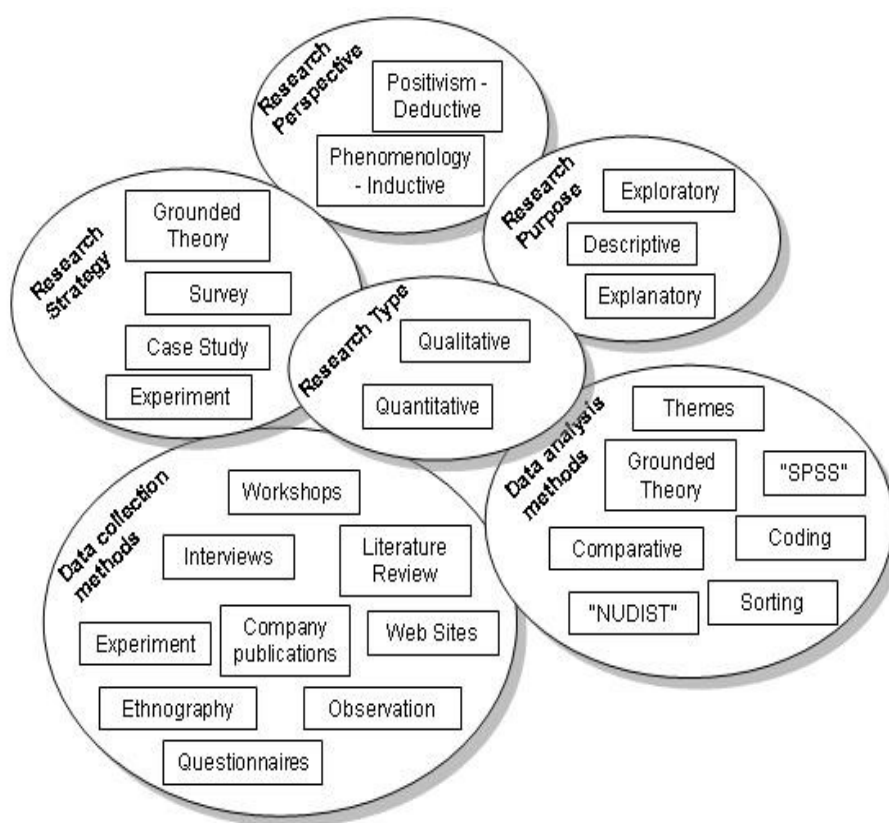 Research
Perspective
Positivism -
Deductive
Phenomenology
- Inductive
Research
Purpose
Exploratory
Descriptive
Explanatory
Research
Strategy
Grounded
Theory
Survey
Case Study
Experiment
Research Type
Qualitative
Quantitative
Data analysis
methods
Themes
Grounded
Theory
"SPSS"
Comparative
Coding
"NUDIST"
Sorting
Data collection
methods
Workshops
Interviews
Literature
Review
Experiment
Company
publications
Web Sites
Ethnography
Observation
Questionnaires